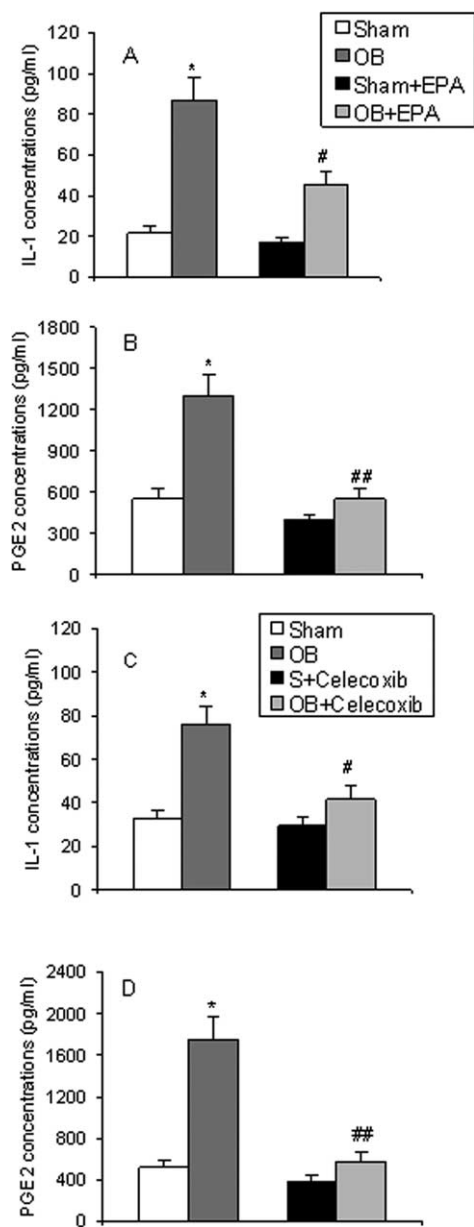 A
IL-1 concentrations (pg/ml)
120
100
80
60
40
20
0
*
#
Sham
OB
Sham+EPA
OB+EPA
B
PGE2 concentrations (pg/ml)
1800
1500
1200
900
600
300
0
*
##
C
IL-1 concentrations (pg/ml)
120
100
80
60
40
20
0
*
#
Sham
OB
S+Celecoxib
OB+Celecoxib
D
PGE2 concentrations (pg/ml)
2400
2000
1600
1200
800
400
0
*
##